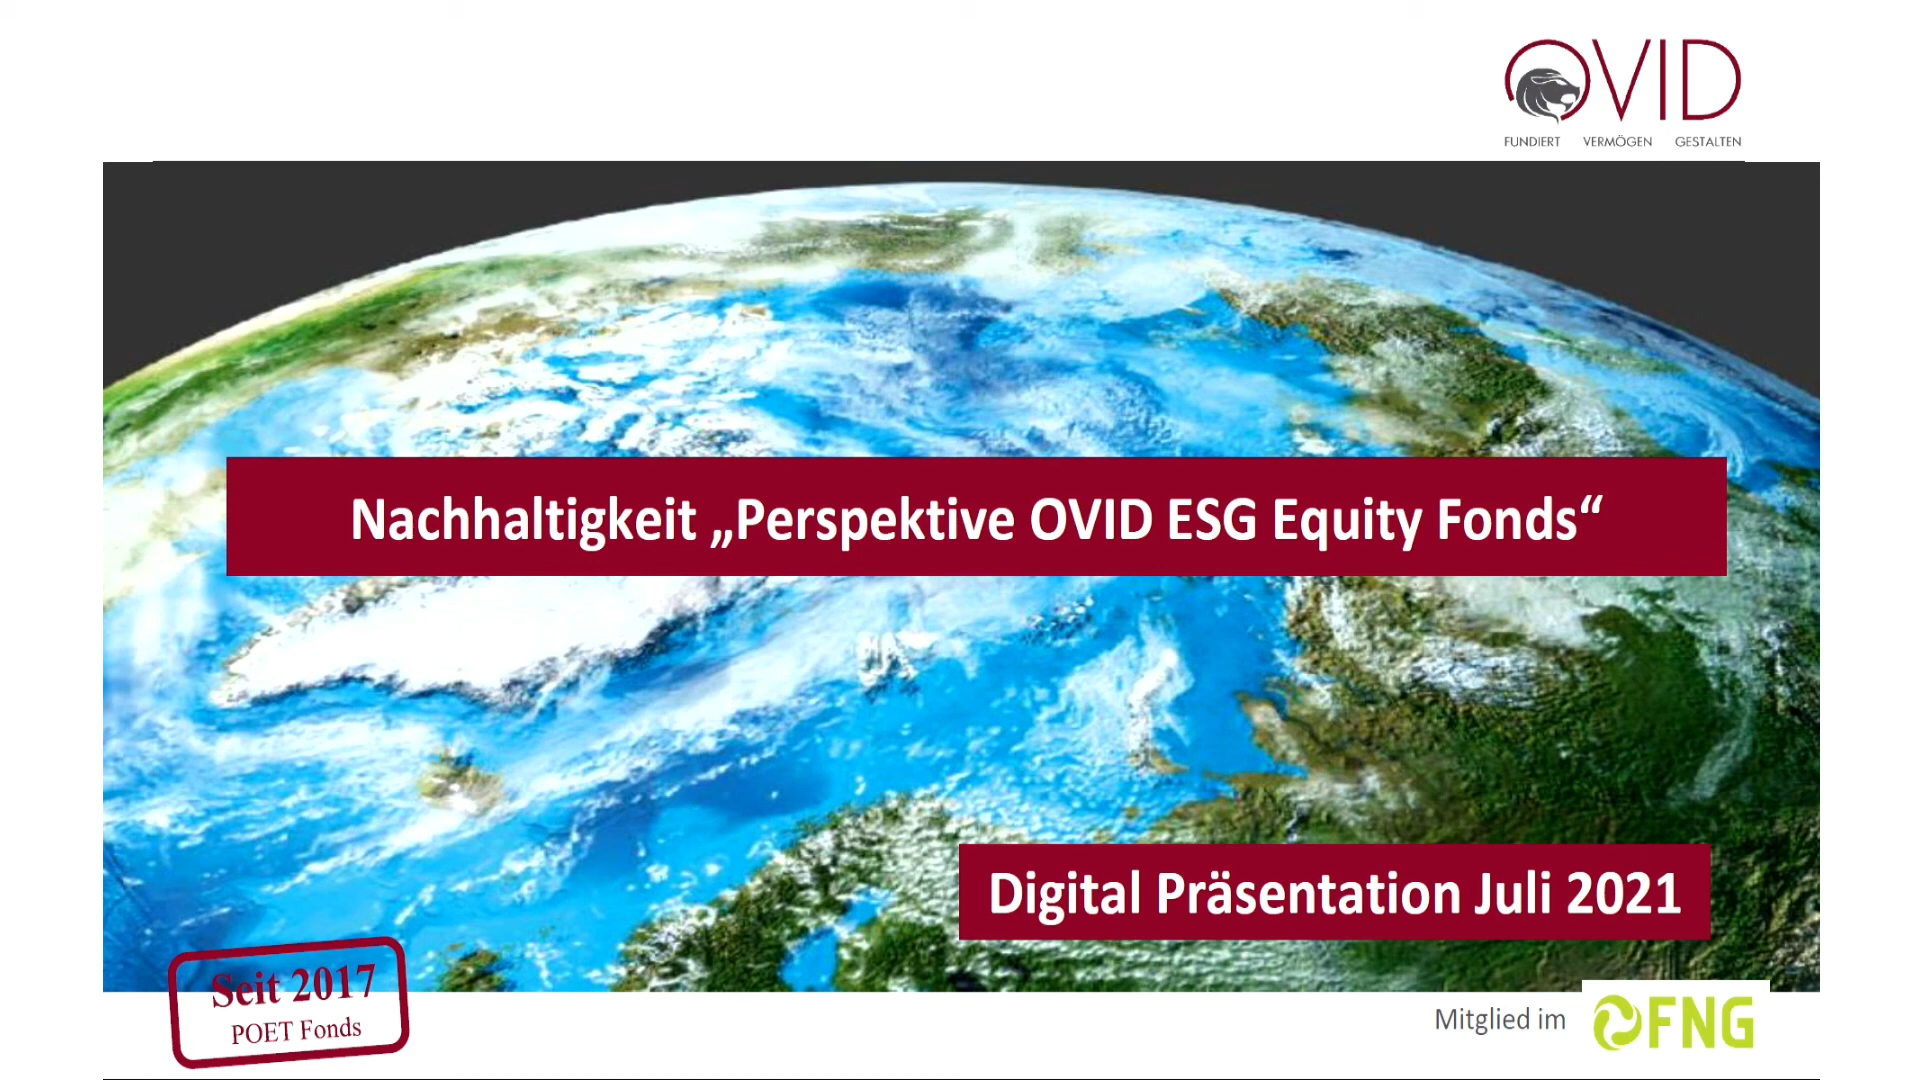 OVID
FUNDIERT VERMÖGEN GESTALTEN
Nachhaltigkeit „Perspektive OVID ESG Equity Fonds“
Digital Präsentation Juli 2021
Seit 2017
POET Fonds
Mitglied im FNG